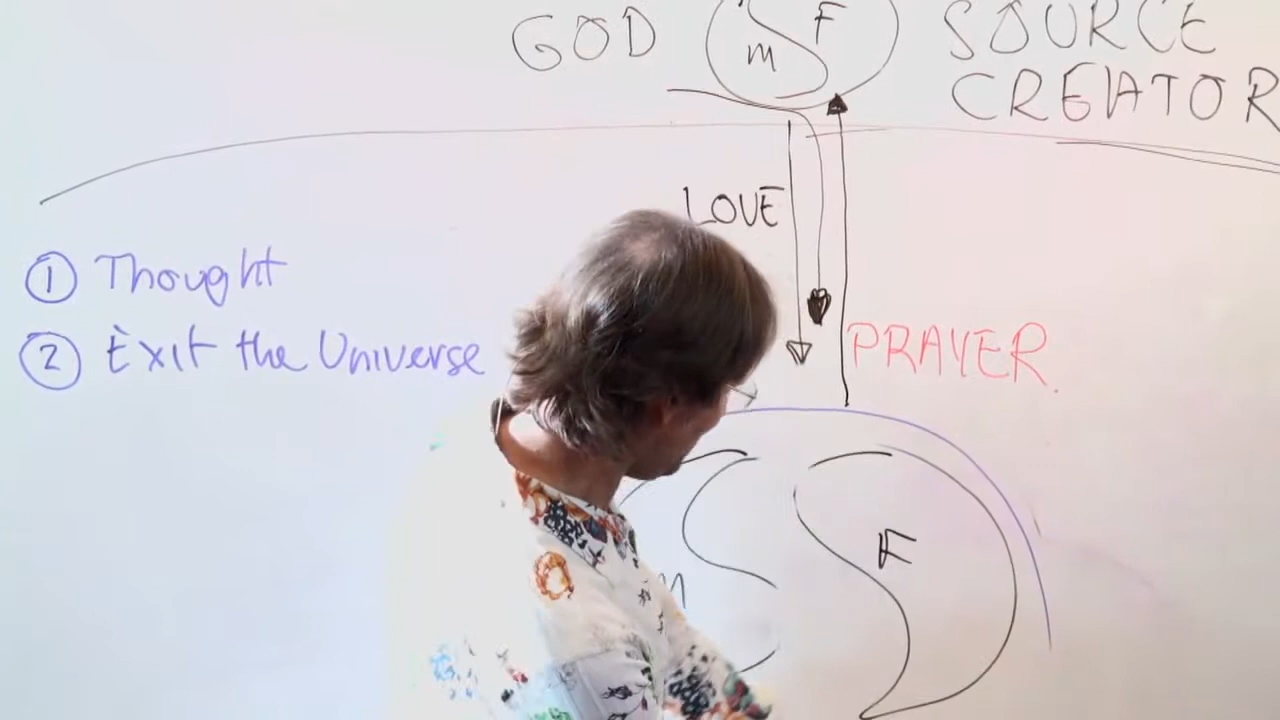 GOD
M
F
SOURCE
CREATOR
LOVE
① Thought
② Exit the Universe
PRAYER
M
F